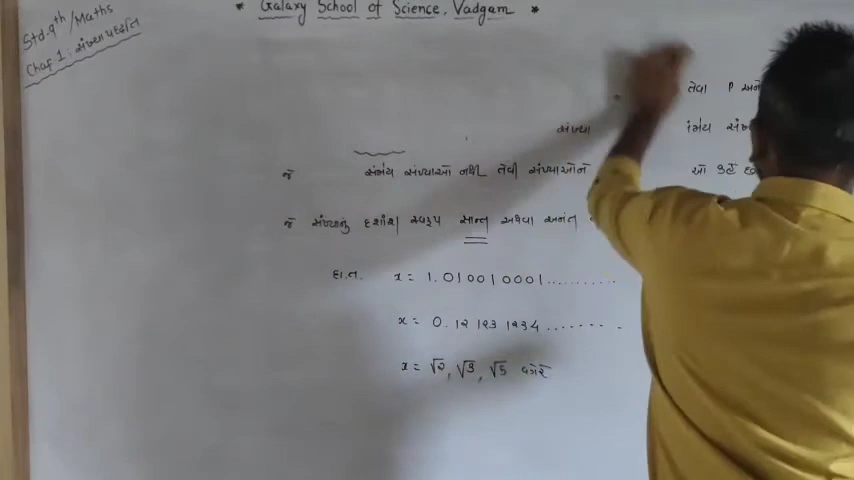 * Galaxy School of Science, Vadgam *
Std.9th/Maths
Chap 1: સંખ્યા પદ્ધતિ
તેવા P અને
સંખ્યા
જે સંમેય સંખ્યાઓ નથી તેવી સંખ્યાઓને
જે સંખ્યાનું દશાંશ સ્વરૂપ સાન્ત અથવા અનંત
દા.ત. x = 1.01001 0001..........
x = 0.12 123 1234........
x = √2, √3, √5 વગેરે